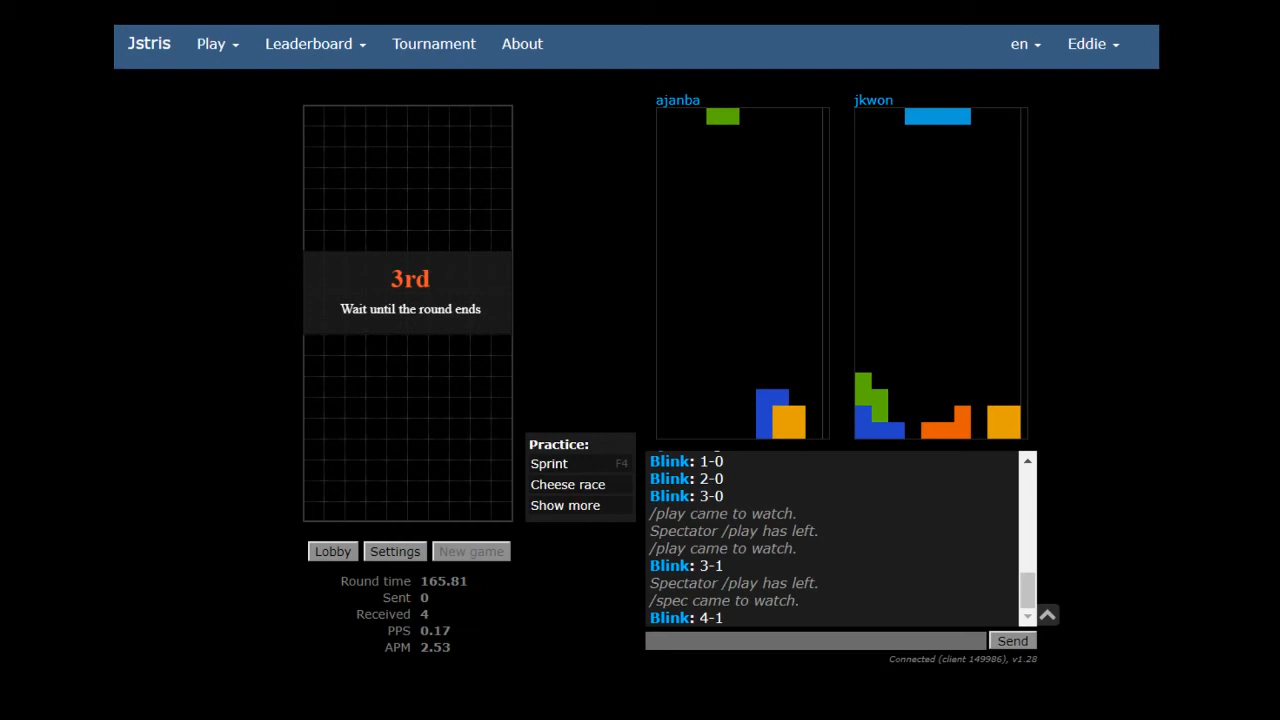 Jstris Play Leaderboard Tournament About en Eddie
ajanba jkwon
3rd
Wait until the round ends
Practice:
Sprint F4
Cheese race
Show more
Blink: 1-0
Blink: 2-0
Blink: 3-0
/play came to watch.
Spectator /play has left.
/play came to watch.
Blink: 3-1
Spectator /play has left.
/spec came to watch.
Blink: 4-1
Send
Connected (client 149986), v1.28
Lobby Settings New game
Round time 165.81
Sent 0
Received 4
PPS 0.17
APM 2.53